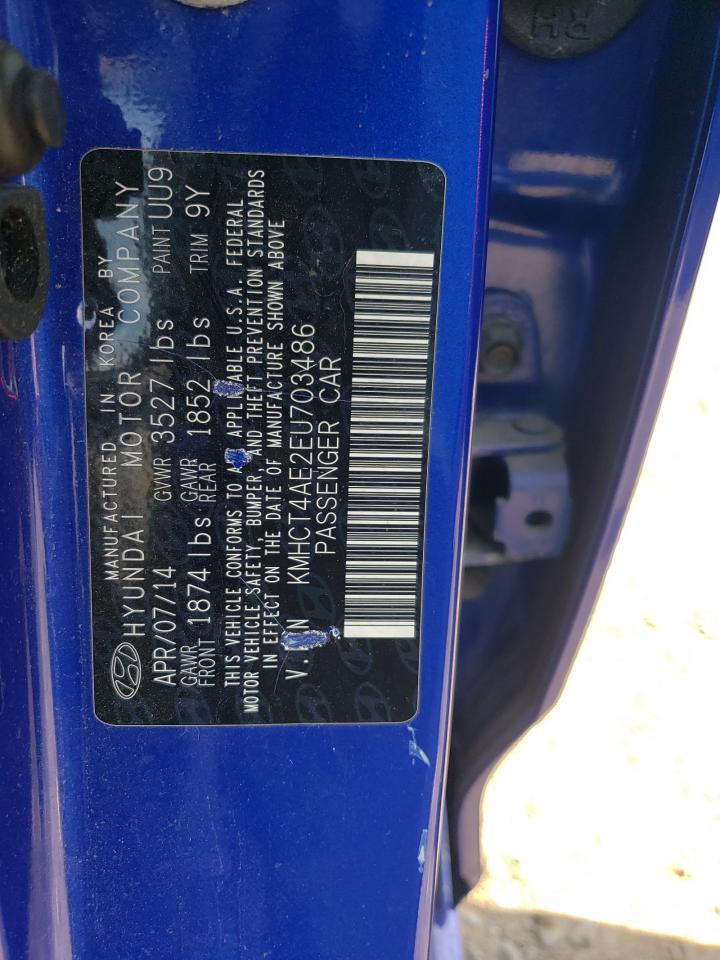 MANUFACTURED IN KOREA BY
HYUNDAI MOTOR COMPANY
APR/07/14 GVWR 3527 lbs PAINT UU9
GAWR FRONT 1874 lbs GAWR REAR 1852 lbs TRIM 9Y
THIS VEHICLE CONFORMS TO APPLICABLE U.S.A. FEDERAL
MOTOR VEHICLE SAFETY, BUMPER, AND THEFT PREVENTION STANDARDS
IN EFFECT ON THE DATE OF MANUFACTURE SHOWN ABOVE
V. N KMHCT4AE2EU703486
PASSENGER CAR
RH